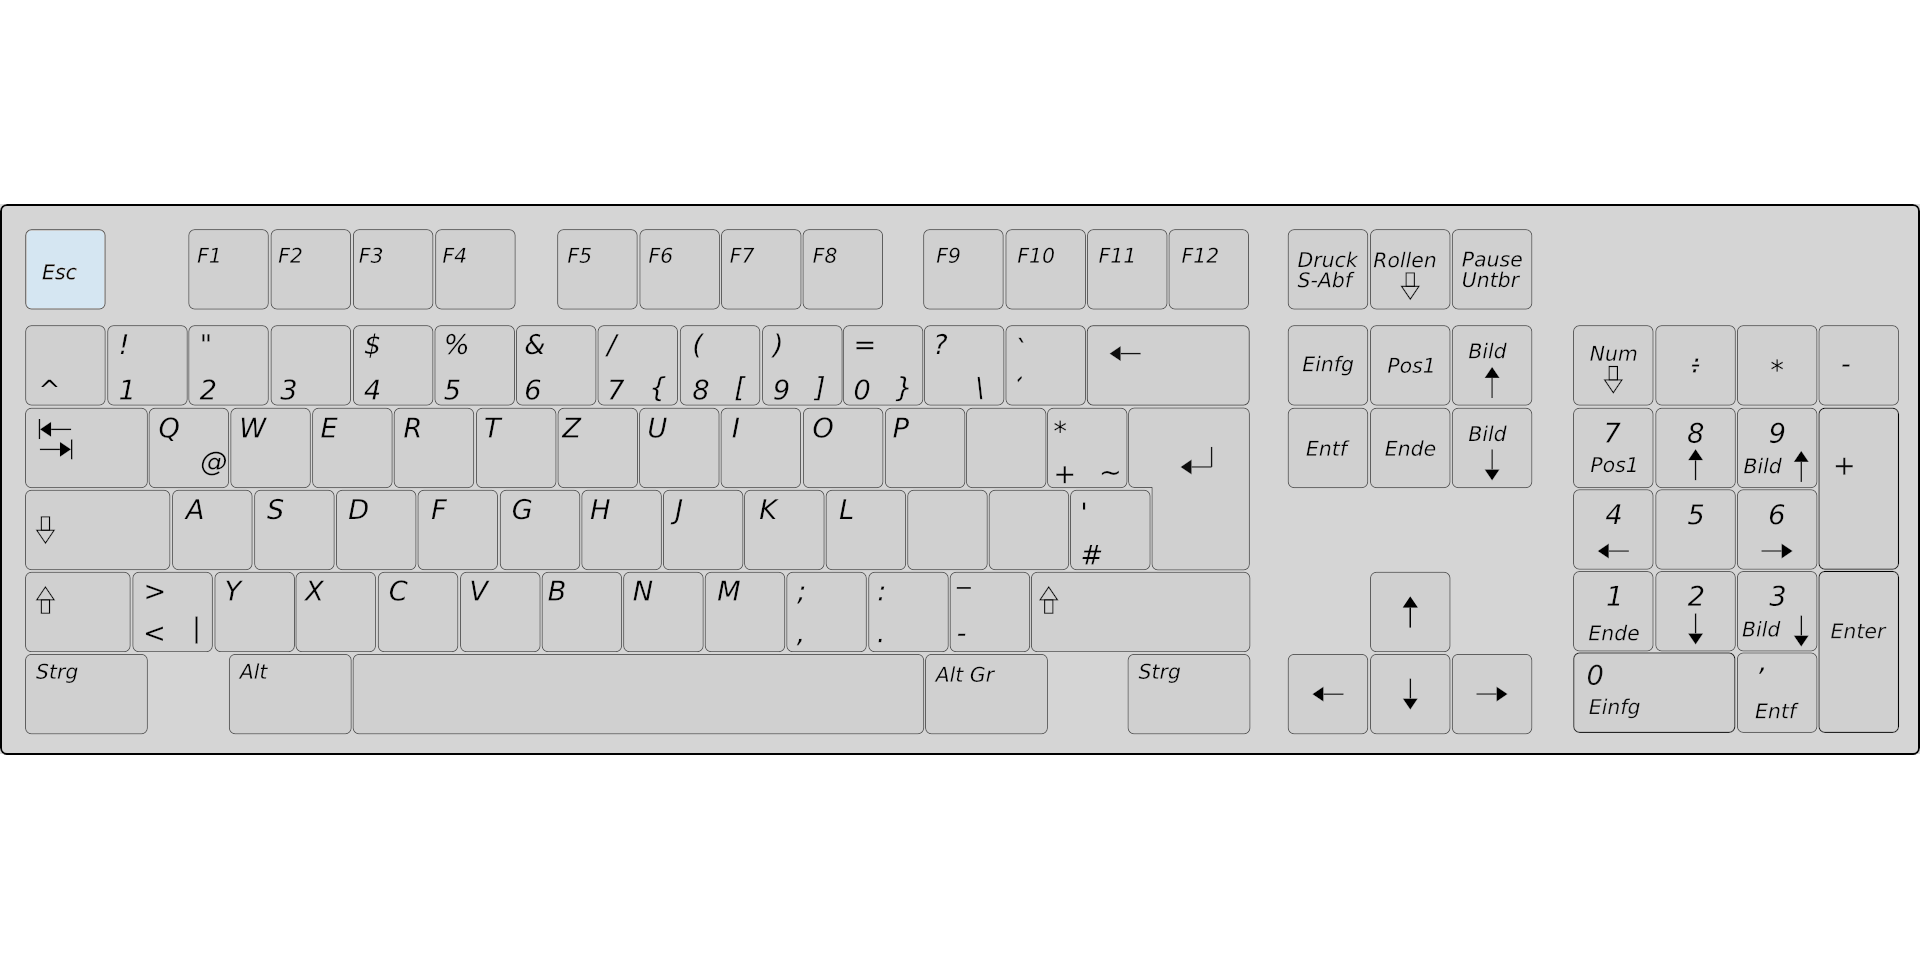 Esc F1 F2 F3 F4 F5 F6 F7 F8 F9 F10 F11 F12 Druck Rollen ⇩ Pause
S-Abf Untbr
! " $ % & / ( ) = ? ` ← Bild ↑
^ 1 2 3 4 5 6 7 { 8 [ 9 ] 0 } \ ´ Einfg Pos1 Num ⇩ ÷ * -
Q W E R T Z U I O P * Bild ↓ 7 8 9
@ + ~ ↵ Entf Ende Pos1 ↑ Bild ↑ +
⇩ A S D F G H J K L ' 4 5 6
# ← →
⇧ > Y X C V B N M ; : _ ⇧ ↑ 1 2 3
< | , . - Ende ↓ Bild ↓ Enter
Strg Alt Alt Gr Strg ← ↓ → 0 ,
Einfg Entf